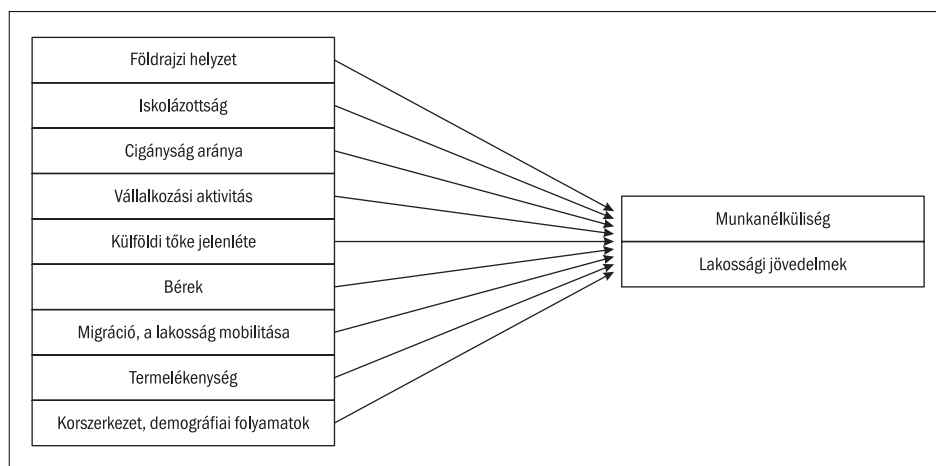 Földrajzi helyzet
Iskolázottság
Cigányság aránya
Vállalkozási aktivitás
Külföldi tőke jelenléte
Bérek
Migráció, a lakosság mobilitása
Termelékenység
Korszerkezet, demográfiai folyamatok
Munkanélküliség
Lakossági jövedelmek